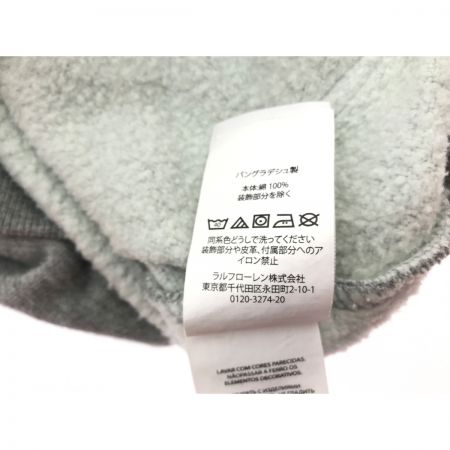 バングラデシュ製
本体:綿 100%
装飾部分を除く
同系色どうしで洗ってください
装飾部分や皮革、付属部分へのア
イロン禁止
ラルフローレン株式会社
東京都千代田区永田町2-10-1
0120-3274-20
LAVAR COM CORES PARECIDAS.
NÃOPASSAR A FERRO OS
ELEMENTOS DECORATIVOS.